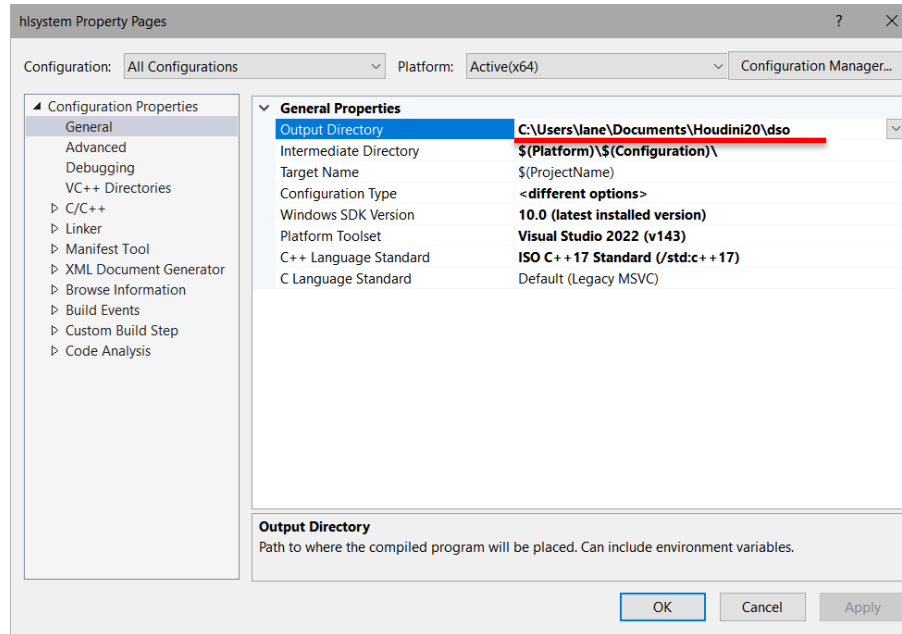 hlsystem Property Pages ?
Configuration: All Configurations Platform: Active(x64) Configuration Manager...
Configuration Properties
General
Advanced
Debugging
VC++ Directories
C/C++
Linker
Manifest Tool
XML Document Generator
Browse Information
Build Events
Custom Build Step
Code Analysis
General Properties
Output Directory C:\Users\lane\Documents\Houdini20\dso
Intermediate Directory $(Platform)\$(Configuration)\
Target Name $(ProjectName)
Configuration Type <different options>
Windows SDK Version 10.0 (latest installed version)
Platform Toolset Visual Studio 2022 (v143)
C++ Language Standard ISO C++17 Standard (/std:c++17)
C Language Standard Default (Legacy MSVC)
Output Directory
Path to where the compiled program will be placed. Can include environment variables.
OK Cancel Apply